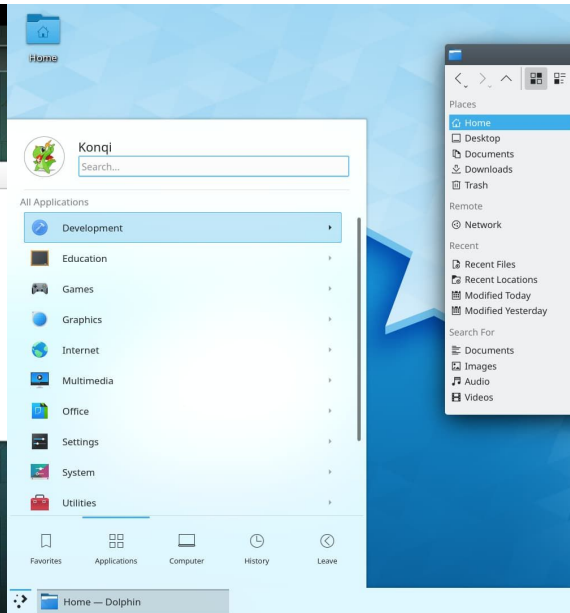 Home
Konqi
Search...
All Applications
Development
Education
Games
Graphics
Internet
Multimedia
Office
Settings
System
Utilities
Favorites
Applications
Computer
History
Leave
Home — Dolphin
Places
Home
Desktop
Documents
Downloads
Trash
Remote
Network
Recent
Recent Files
Recent Locations
Modified Today
Modified Yesterday
Search For
Documents
Images
Audio
Videos